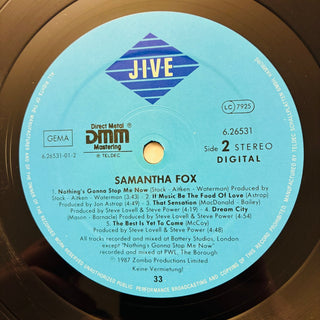 JIVE
LC 7925
GEMA
Direct Metal
DMM
Mastering
® TELDEC
6.26531
6.26531-01-2
Side 2 STEREO
DIGITAL
SAMANTHA FOX
1. Nothing's Gonna Stop Me Now (Stock - Aitken - Waterman) Produced by
Stock - Aitken - Waterman) 3:43 2. If Music Be The Food Of Love (Astrop)
Produced by Jon Astrop) 4:49 3. That Sensation (MacDonald - Bailey)
Produced by Steve Lovell & Steve Power) 4:36 4. Dream City
(Mason - Barnacle) Produced by Steve Lovell & Steve Power) 4:54
5. The Best Is Yet To Come (McCoy)
Produced by Steve Lovell & Steve Power) 6:53
All tracks recorded and mixed at Battery Studios, London
except "Nothing's Gonna Stop Me Now"
recorded and mixed at PWL, The Borough
℗ 1987 Zomba Productions Limited
Keine Vermietung!
33